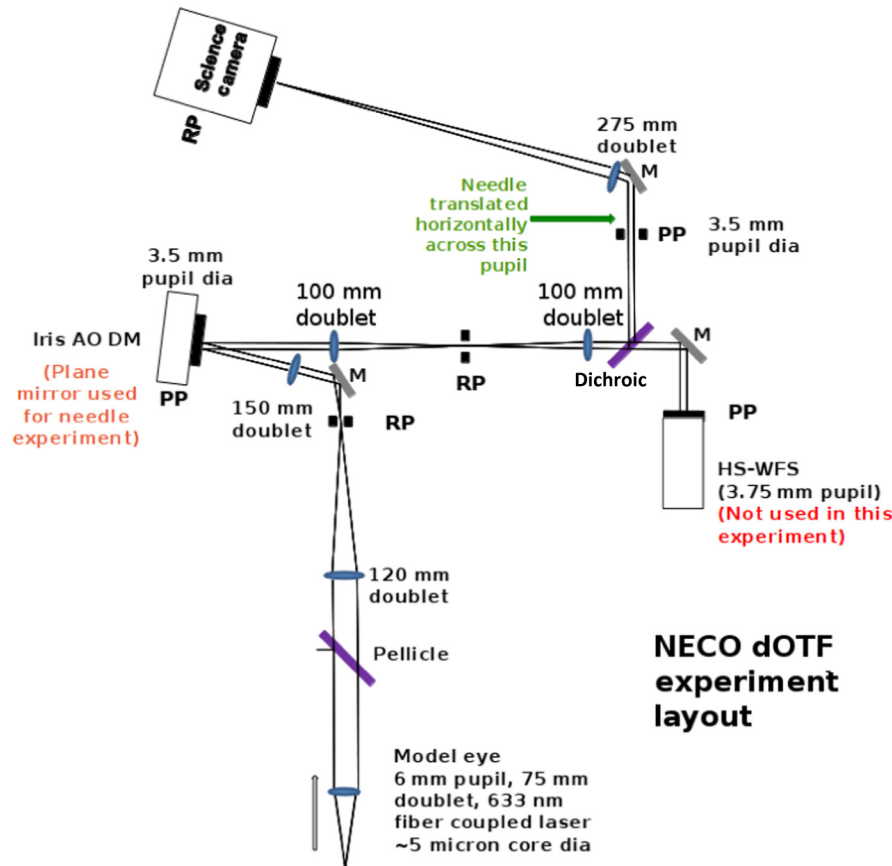 Science
camera
RP
275 mm
doublet
M
Needle
translated
horizontally
across this
pupil
PP
3.5 mm
pupil dia
3.5 mm
pupil dia
100 mm
doublet
100 mm
doublet
Iris AO DM
(Plane
mirror used
for needle
experiment)
PP
M
150 mm
doublet
RP
RP
Dichroic
M
PP
HS-WFS
(3.75 mm pupil)
(Not used in this
experiment)
120 mm
doublet
Pellicle
NECO dOTF
experiment
layout
Model eye
6 mm pupil, 75 mm
doublet, 633 nm
fiber coupled laser
~5 micron core dia